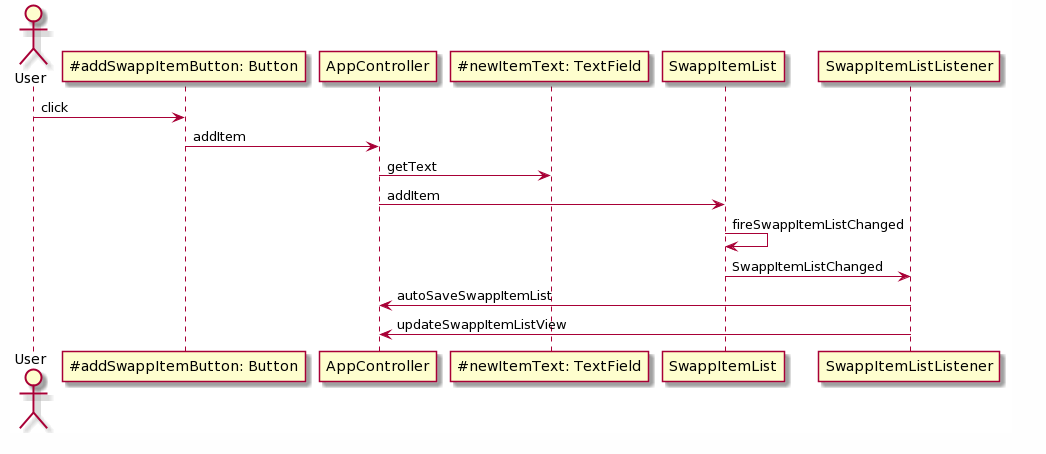 User
#addSwappItemButton: Button
AppController
#newItemText: TextField
SwappItemList
SwappItemListListener
click
addItem
getText
addItem
fireSwappItemListChanged
SwappItemListChanged
autoSaveSwappItemList
updateSwappItemListView
User
#addSwappItemButton: Button
AppController
#newItemText: TextField
SwappItemList
SwappItemListListener